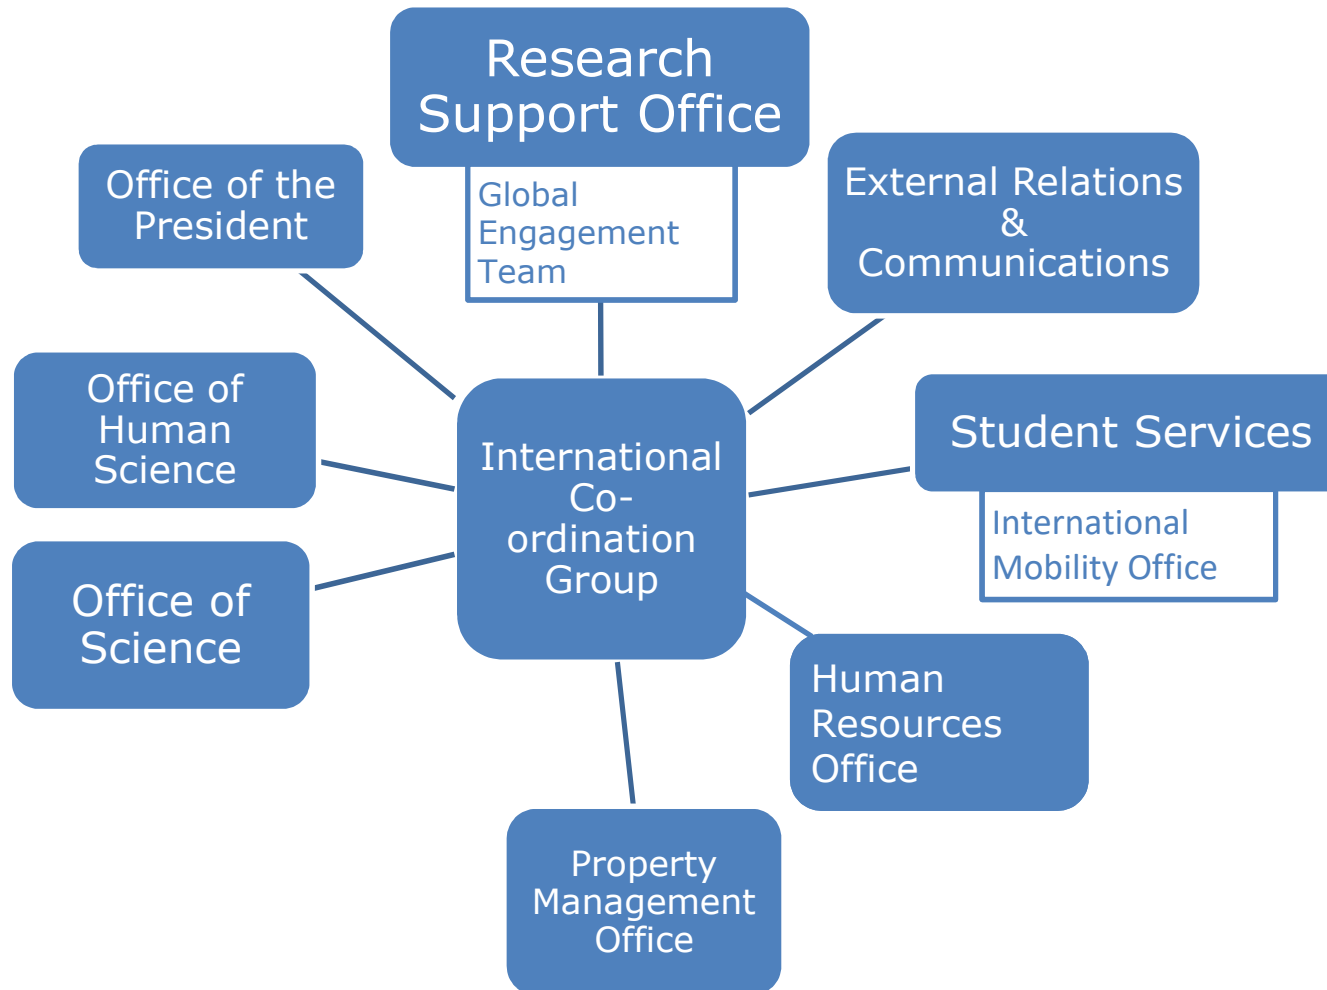 Research
Support Office
Global
Engagement
Team
Office of the
President
External Relations
&
Communications
Office of
Human
Science
International
Co-
ordination
Group
Student Services
International
Mobility Office
Office of
Science
Human
Resources
Office
Property
Management
Office